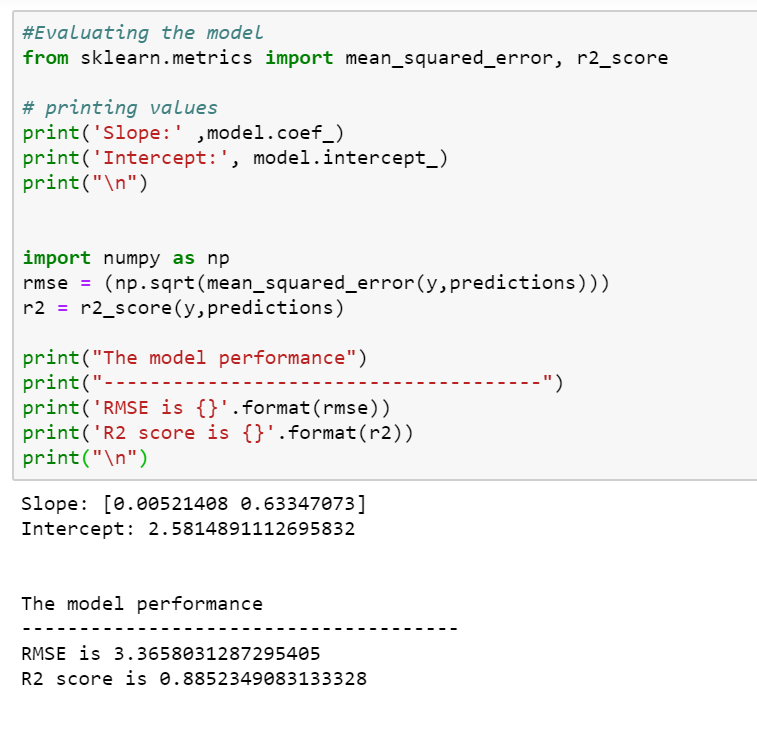 #Evaluating the model
from sklearn.metrics import mean_squared_error, r2_score
# printing values
print('Slope:' ,model.coef_)
print('Intercept:', model.intercept_)
print("\n")
import numpy as np
rmse = (np.sqrt(mean_squared_error(y,predictions)))
r2 = r2_score(y,predictions)
print("The model performance")
print("--------------------------------------")
print('RMSE is {}'.format(rmse))
print('R2 score is {}'.format(r2))
print("\n")
Slope: [0.00521408 0.63347073]
Intercept: 2.5814891112695832
The model performance
--------------------------------------
RMSE is 3.3658031287295405
R2 score is 0.8852349083133328